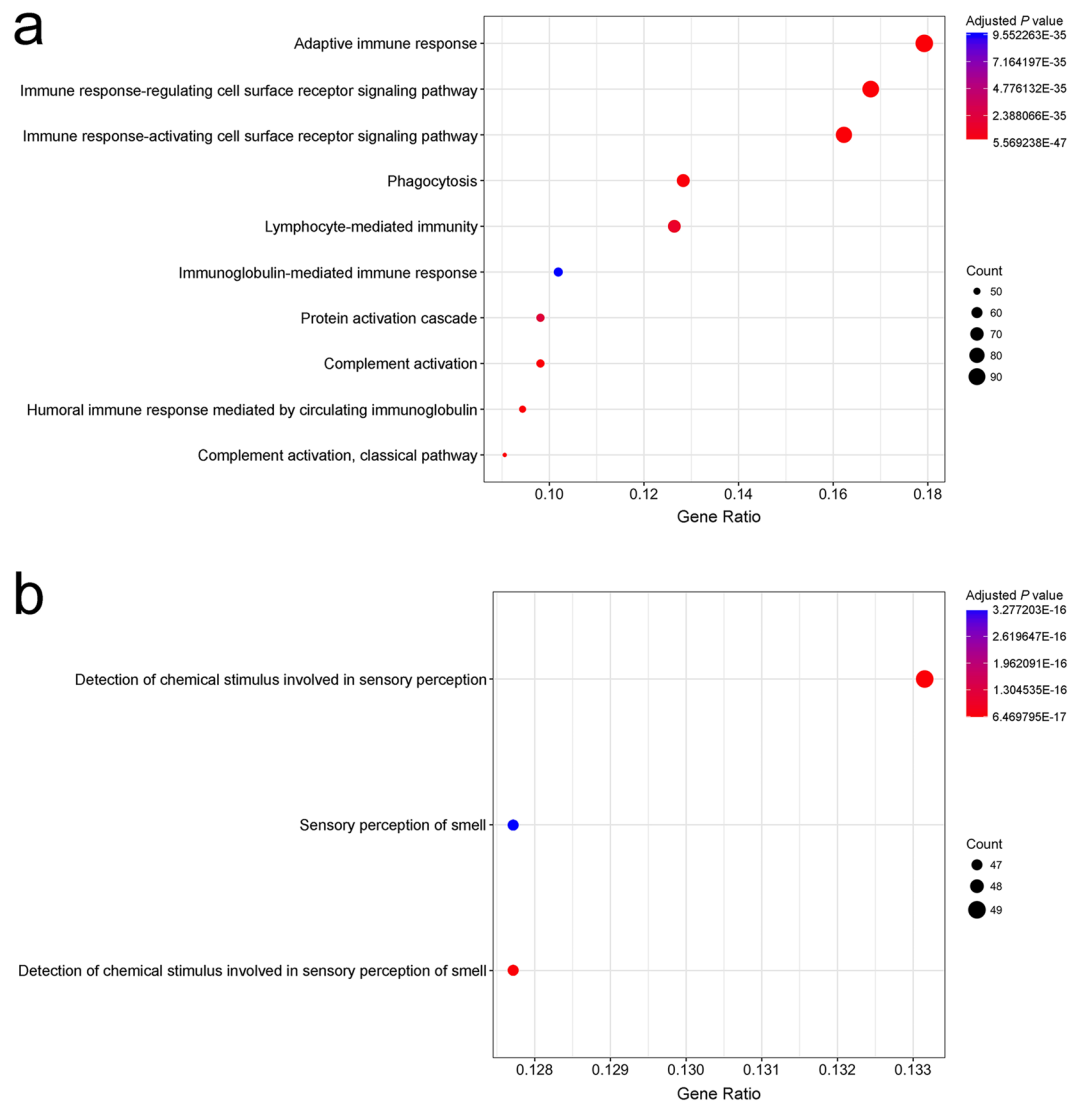 a
Adaptive immune response
Immune response-regulating cell surface receptor signaling pathway
Immune response-activating cell surface receptor signaling pathway
Phagocytosis
Lymphocyte-mediated immunity
Immunoglobulin-mediated immune response
Protein activation cascade
Complement activation
Humoral immune response mediated by circulating immunoglobulin
Complement activation, classical pathway
0.10 0.12 0.14 0.16 0.18
Gene Ratio
Adjusted P value
9.552263E-35
7.164197E-35
4.776132E-35
2.388066E-35
5.569238E-47
Count
50
60
70
80
90
b
Detection of chemical stimulus involved in sensory perception
Sensory perception of smell
Detection of chemical stimulus involved in sensory perception of smell
0.128 0.129 0.130 0.131 0.132 0.133
Gene Ratio
Adjusted P value
3.277203E-16
2.619647E-16
1.962091E-16
1.304535E-16
6.469795E-17
Count
47
48
49